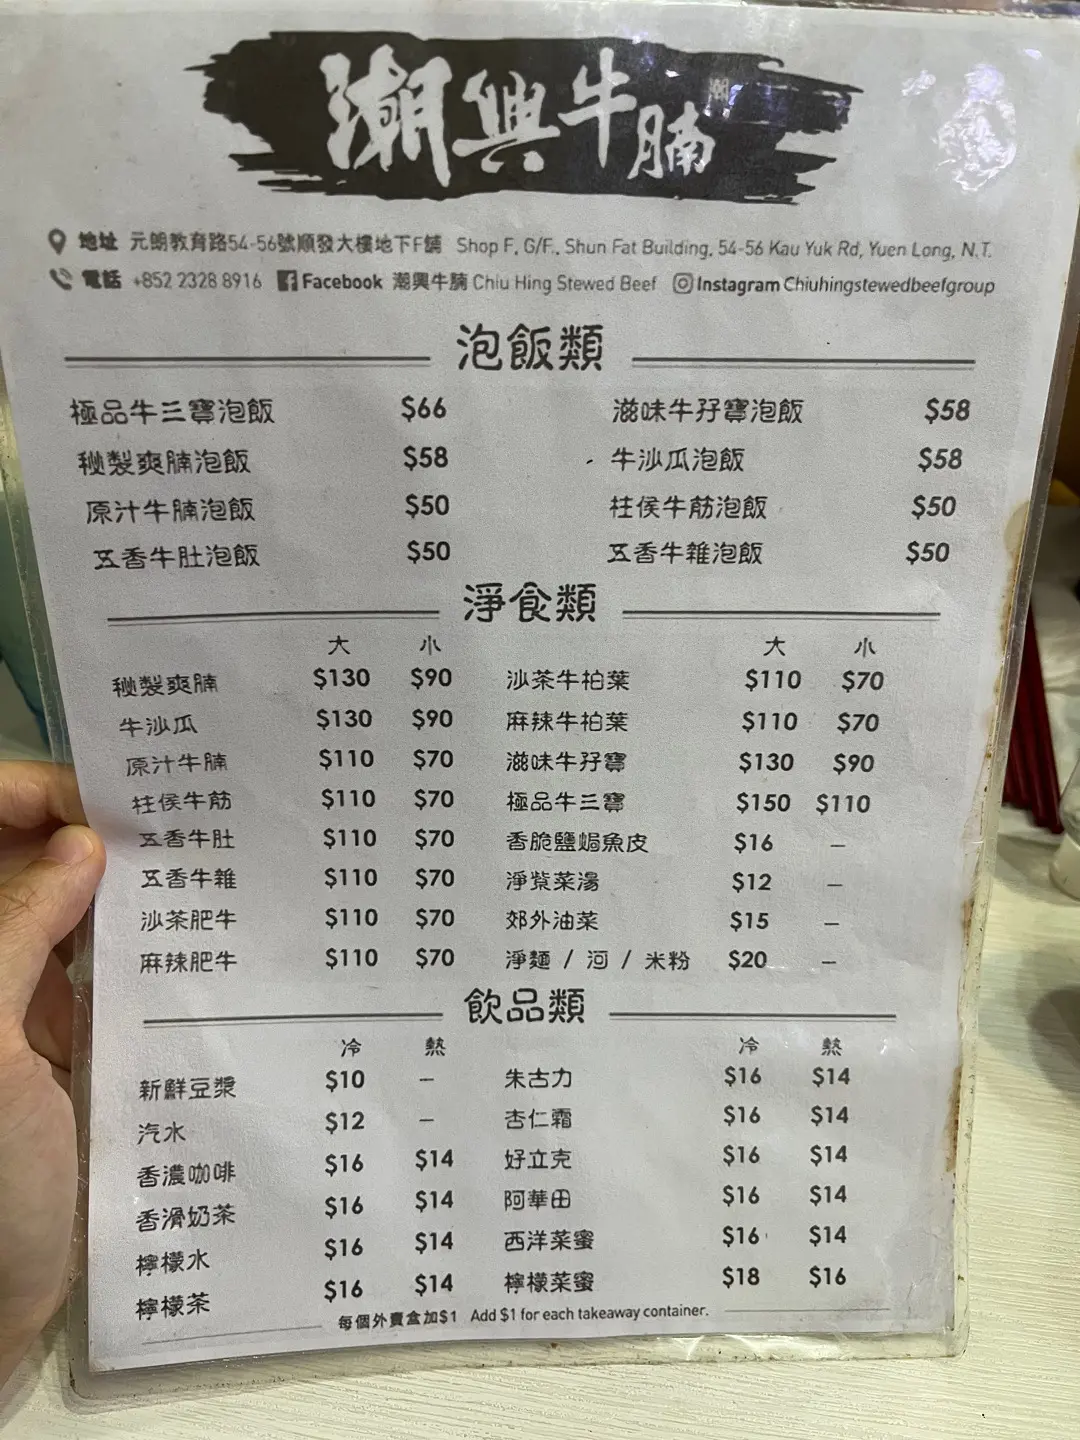 潮興牛腩
地址 元朗教育路54-56號順發大樓地下F舖 Shop F, G/F., Shun Fat Building, 54-56 Kau Yuk Rd, Yuen Long, N.T.
電話 +852 2328 8916 Facebook 潮興牛腩 Chiu Hing Stewed Beef Instagram Chiuhingstewedbeefgroup
泡飯類
極品牛三寶泡飯 $66 滋味牛孖寶泡飯 $58
秘製爽腩泡飯 $58 牛沙瓜泡飯 $58
原汁牛腩泡飯 $50 柱侯牛筋泡飯 $50
五香牛肚泡飯 $50 五香牛雜泡飯 $50
淨食類
大 小 大 小
秘製爽腩 $130 $90 沙茶牛柏葉 $110 $70
牛沙瓜 $130 $90 麻辣牛柏葉 $110 $70
原汁牛腩 $110 $70 滋味牛孖寶 $130 $90
柱侯牛筋 $110 $70 極品牛三寶 $150 $110
五香牛肚 $110 $70 香脆鹽焗魚皮 $16 –
五香牛雜 $110 $70 淨紫菜湯 $12 –
沙茶肥牛 $110 $70 郊外油菜 $15 –
麻辣肥牛 $110 $70 淨麵 / 河 / 米粉 $20 –
飲品類
冷 熱 冷 熱
新鮮豆漿 $10 – 朱古力 $16 $14
汽水 $12 – 杏仁霜 $16 $14
香濃咖啡 $16 $14 好立克 $16 $14
香滑奶茶 $16 $14 阿華田 $16 $14
檸檬水 $16 $14 西洋菜蜜 $16 $14
檸檬茶 $16 $14 檸檬菜蜜 $18 $16
每個外賣盒加$1 Add $1 for each takeaway container.